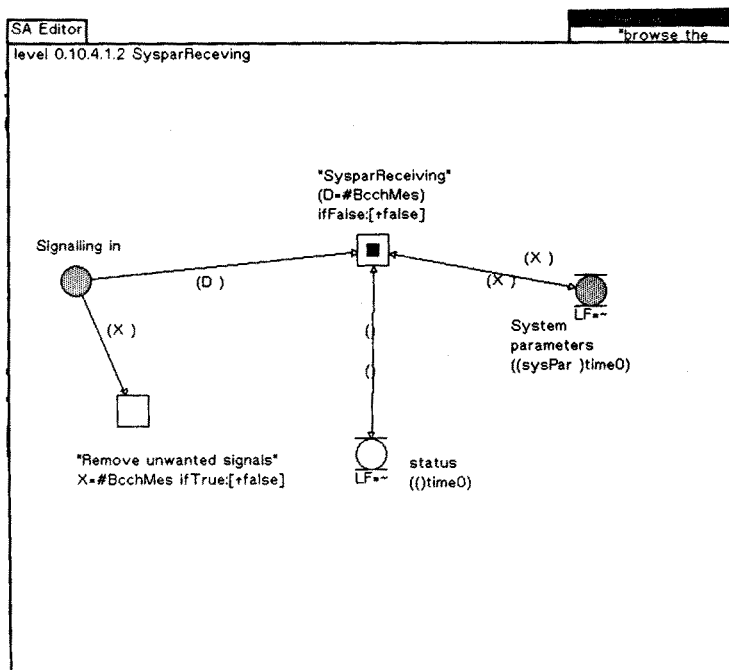 SA Editor
"browse the
level 0.10.4.1.2 SysparReceving
"SysparReceiving"
(D=#BcchMes)
ifFalse:[↑false]
Signalling in
(D )
(X )
(X )
(X )
LF=~
System
parameters
((sysPar )time0)
()
()
"Remove unwanted signals"
X=#BcchMes ifTrue:[↑false]
LF=~
status
(()time0)